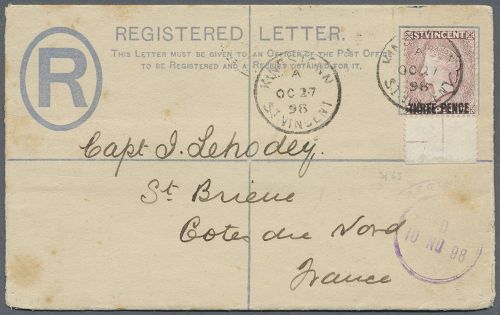 REGISTERED LETTER.
THIS LETTER MUST BE GIVEN TO AN OFFICER OF THE POST OFFICE
TO BE REGISTERED AND A RECEIPT OBTAINED FOR IT.
R
A
OC 27
98
ST VINCENT
ST VINCENT
A
OC 27
98
THREE PENCE
Capt J. Lehodey.
St Brieuc
Cotes du Nord
France
D
10 NO 98